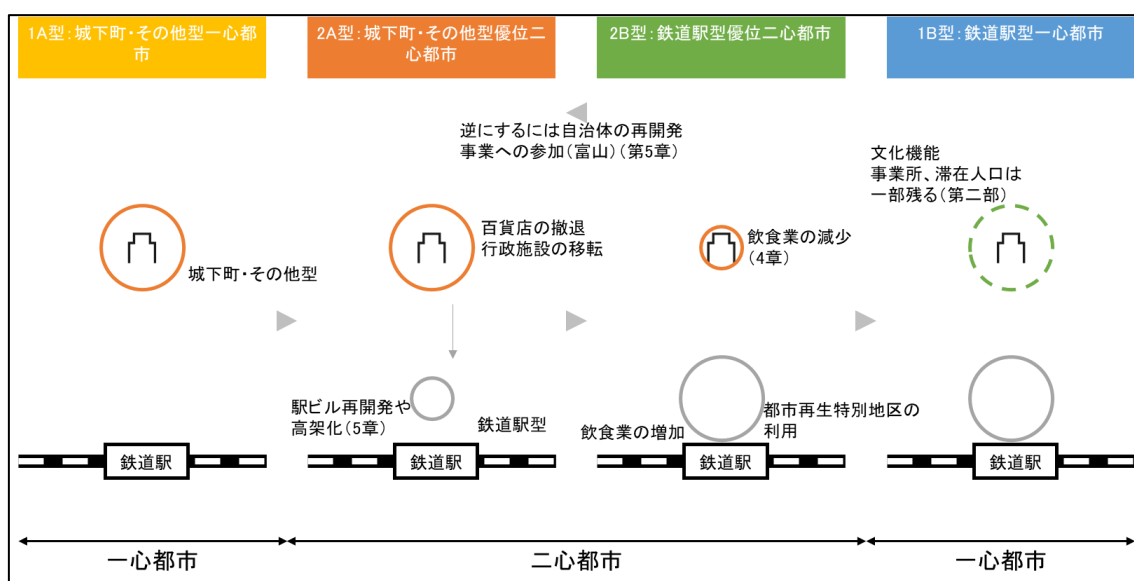 1A型：城下町・その他型一心都
市
2A型：城下町・その他型優位二
心都市
2B型：鉄道駅型優位二心都市
1B型：鉄道駅型一心都市
逆にするには自治体の再開発
事業への参加（富山）（第5章）
文化機能
事業所、滞在人口は
一部残る（第二部）
百貨店の撤退
行政施設の移転
飲食業の減少
（4章）
城下町・その他型
駅ビル再開発や
高架化（5章）
鉄道駅型
飲食業の増加
都市再生特別地区の
利用
鉄道駅
鉄道駅
鉄道駅
鉄道駅
一心都市
二心都市
一心都市